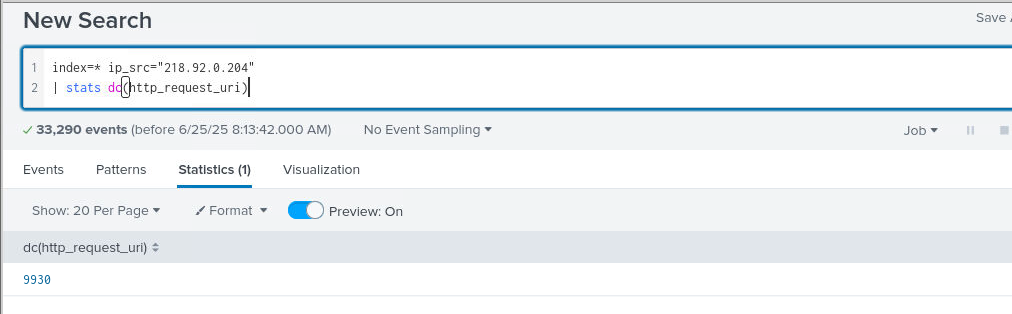 New Search
Save
1 index=* ip_src="218.92.0.204"
2 | stats dc(http_request_uri)
33,290 events (before 6/25/25 8:13:42.000 AM) No Event Sampling
Job
Events Patterns Statistics (1) Visualization
Show: 20 Per Page Format Preview: On
dc(http_request_uri)
9930